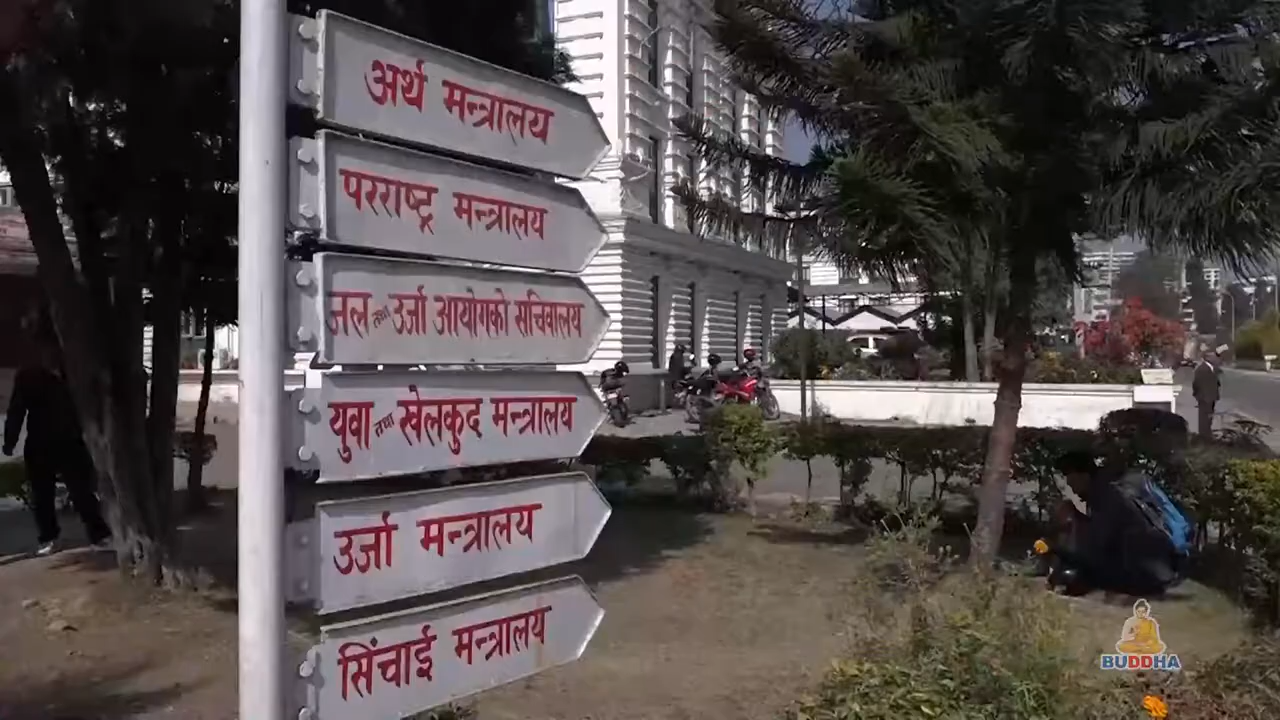 अर्थ मन्त्रालय
परराष्ट्र मन्त्रालय
जल तथा उर्जा आयोगको सचिवालय
युवा तथा खेलकुद मन्त्रालय
उर्जा मन्त्रालय
सिंचाई मन्त्रालय
BUDDHA